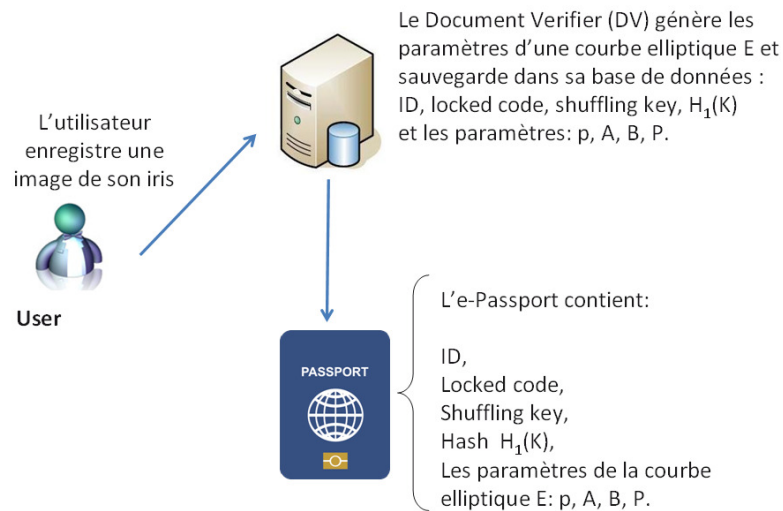 Le Document Verifier (DV) génère les
paramètres d’une courbe elliptique E et
sauvegarde dans sa base de données :
ID, locked code, shuffling key, H₁(K)
et les paramètres: p, A, B, P.
L’utilisateur
enregistre une
image de son iris
User
PASSPORT
L’e-Passport contient:
ID,
Locked code,
Shuffling key,
Hash H₁(K),
Les paramètres de la courbe
elliptique E: p, A, B, P.